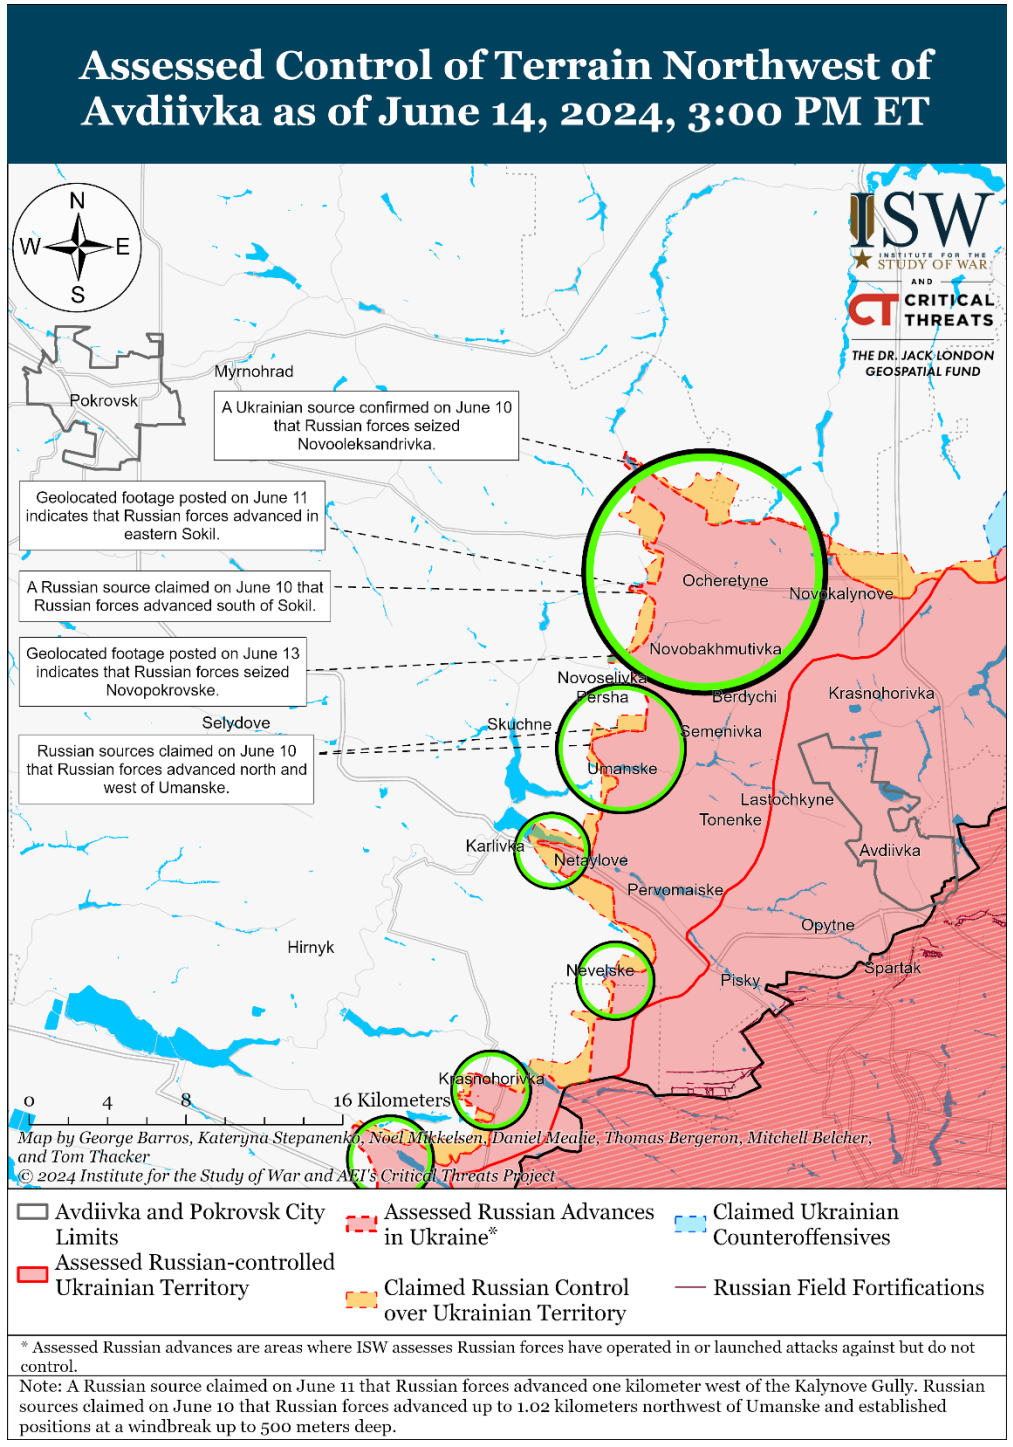 Assessed Control of Terrain Northwest of
Avdiivka as of June 14, 2024, 3:00 PM ET
N
W
E
S
ISW
INSTITUTE FOR THE
STUDY OF WAR
AND
CT CRITICAL
THREATS
THE DR. JACK LONDON
GEOSPATIAL FUND
Myrnohrad
Pokrovsk
A Ukrainian source confirmed on June 10
that Russian forces seized
Novooleksandrivka.
Geolocated footage posted on June 11
indicates that Russian forces advanced in
eastern Sokil.
A Russian source claimed on June 10 that
Russian forces advanced south of Sokil.
Geolocated footage posted on June 13
indicates that Russian forces seized
Novopokrovske.
Russian sources claimed on June 10
that Russian forces advanced north and
west of Umanske.
Ocheretyne
Novokalynove
Novobakhmutivka
Novoselivka
Persha
Berdychi
Krasnohorivka
Selydove
Skuchne
Semenivka
Umanske
Lastochkyne
Tonenke
Karlivka
Netaylove
Avdiivka
Pervomaiske
Opytne
Hirnyk
Nevelske
Pisky
Spartak
Krasnohorivka
0 4 8 16 Kilometers
Map by George Barros, Kateryna Stepanenko, Noel Mikkelsen, Daniel Mealie, Thomas Bergeron, Mitchell Belcher,
and Tom Thacker
© 2024 Institute for the Study of War and AEI's Critical Threats Project
Avdiivka and Pokrovsk City
Limits
Assessed Russian-controlled
Ukrainian Territory
Assessed Russian Advances
in Ukraine*
Claimed Russian Control
over Ukrainian Territory
Claimed Ukrainian
Counteroffensives
Russian Field Fortifications
* Assessed Russian advances are areas where ISW assesses Russian forces have operated in or launched attacks against but do not
control.
Note: A Russian source claimed on June 11 that Russian forces advanced one kilometer west of the Kalynove Gully. Russian
sources claimed on June 10 that Russian forces advanced up to 1.02 kilometers northwest of Umanske and established
positions at a windbreak up to 500 meters deep.